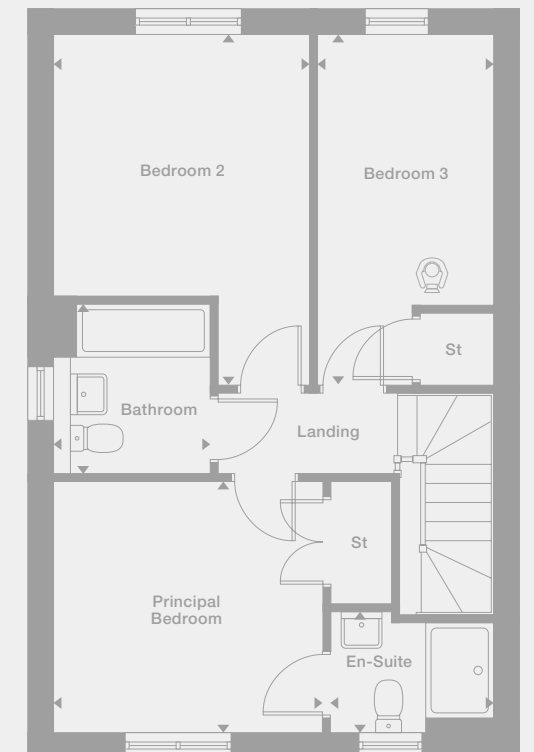 Bedroom 2
Bedroom 3
St
Bathroom
Landing
St
Principal
Bedroom
En-Suite